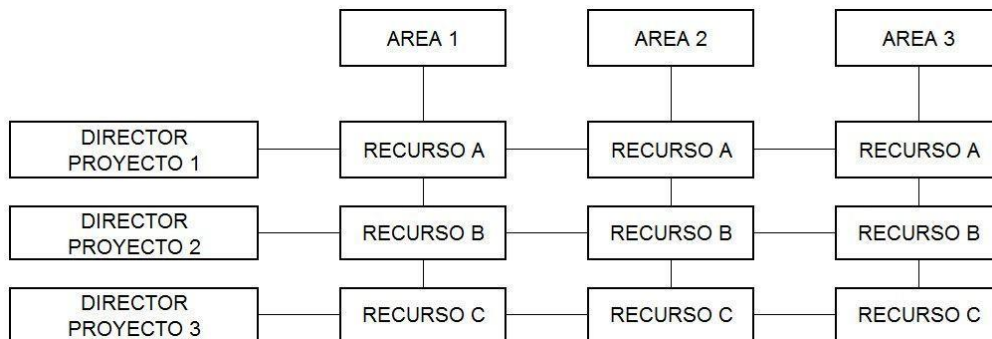 AREA 1
AREA 2
AREA 3
DIRECTOR
PROYECTO 1
RECURSO A
RECURSO A
RECURSO A
DIRECTOR
PROYECTO 2
RECURSO B
RECURSO B
RECURSO B
DIRECTOR
PROYECTO 3
RECURSO C
RECURSO C
RECURSO C